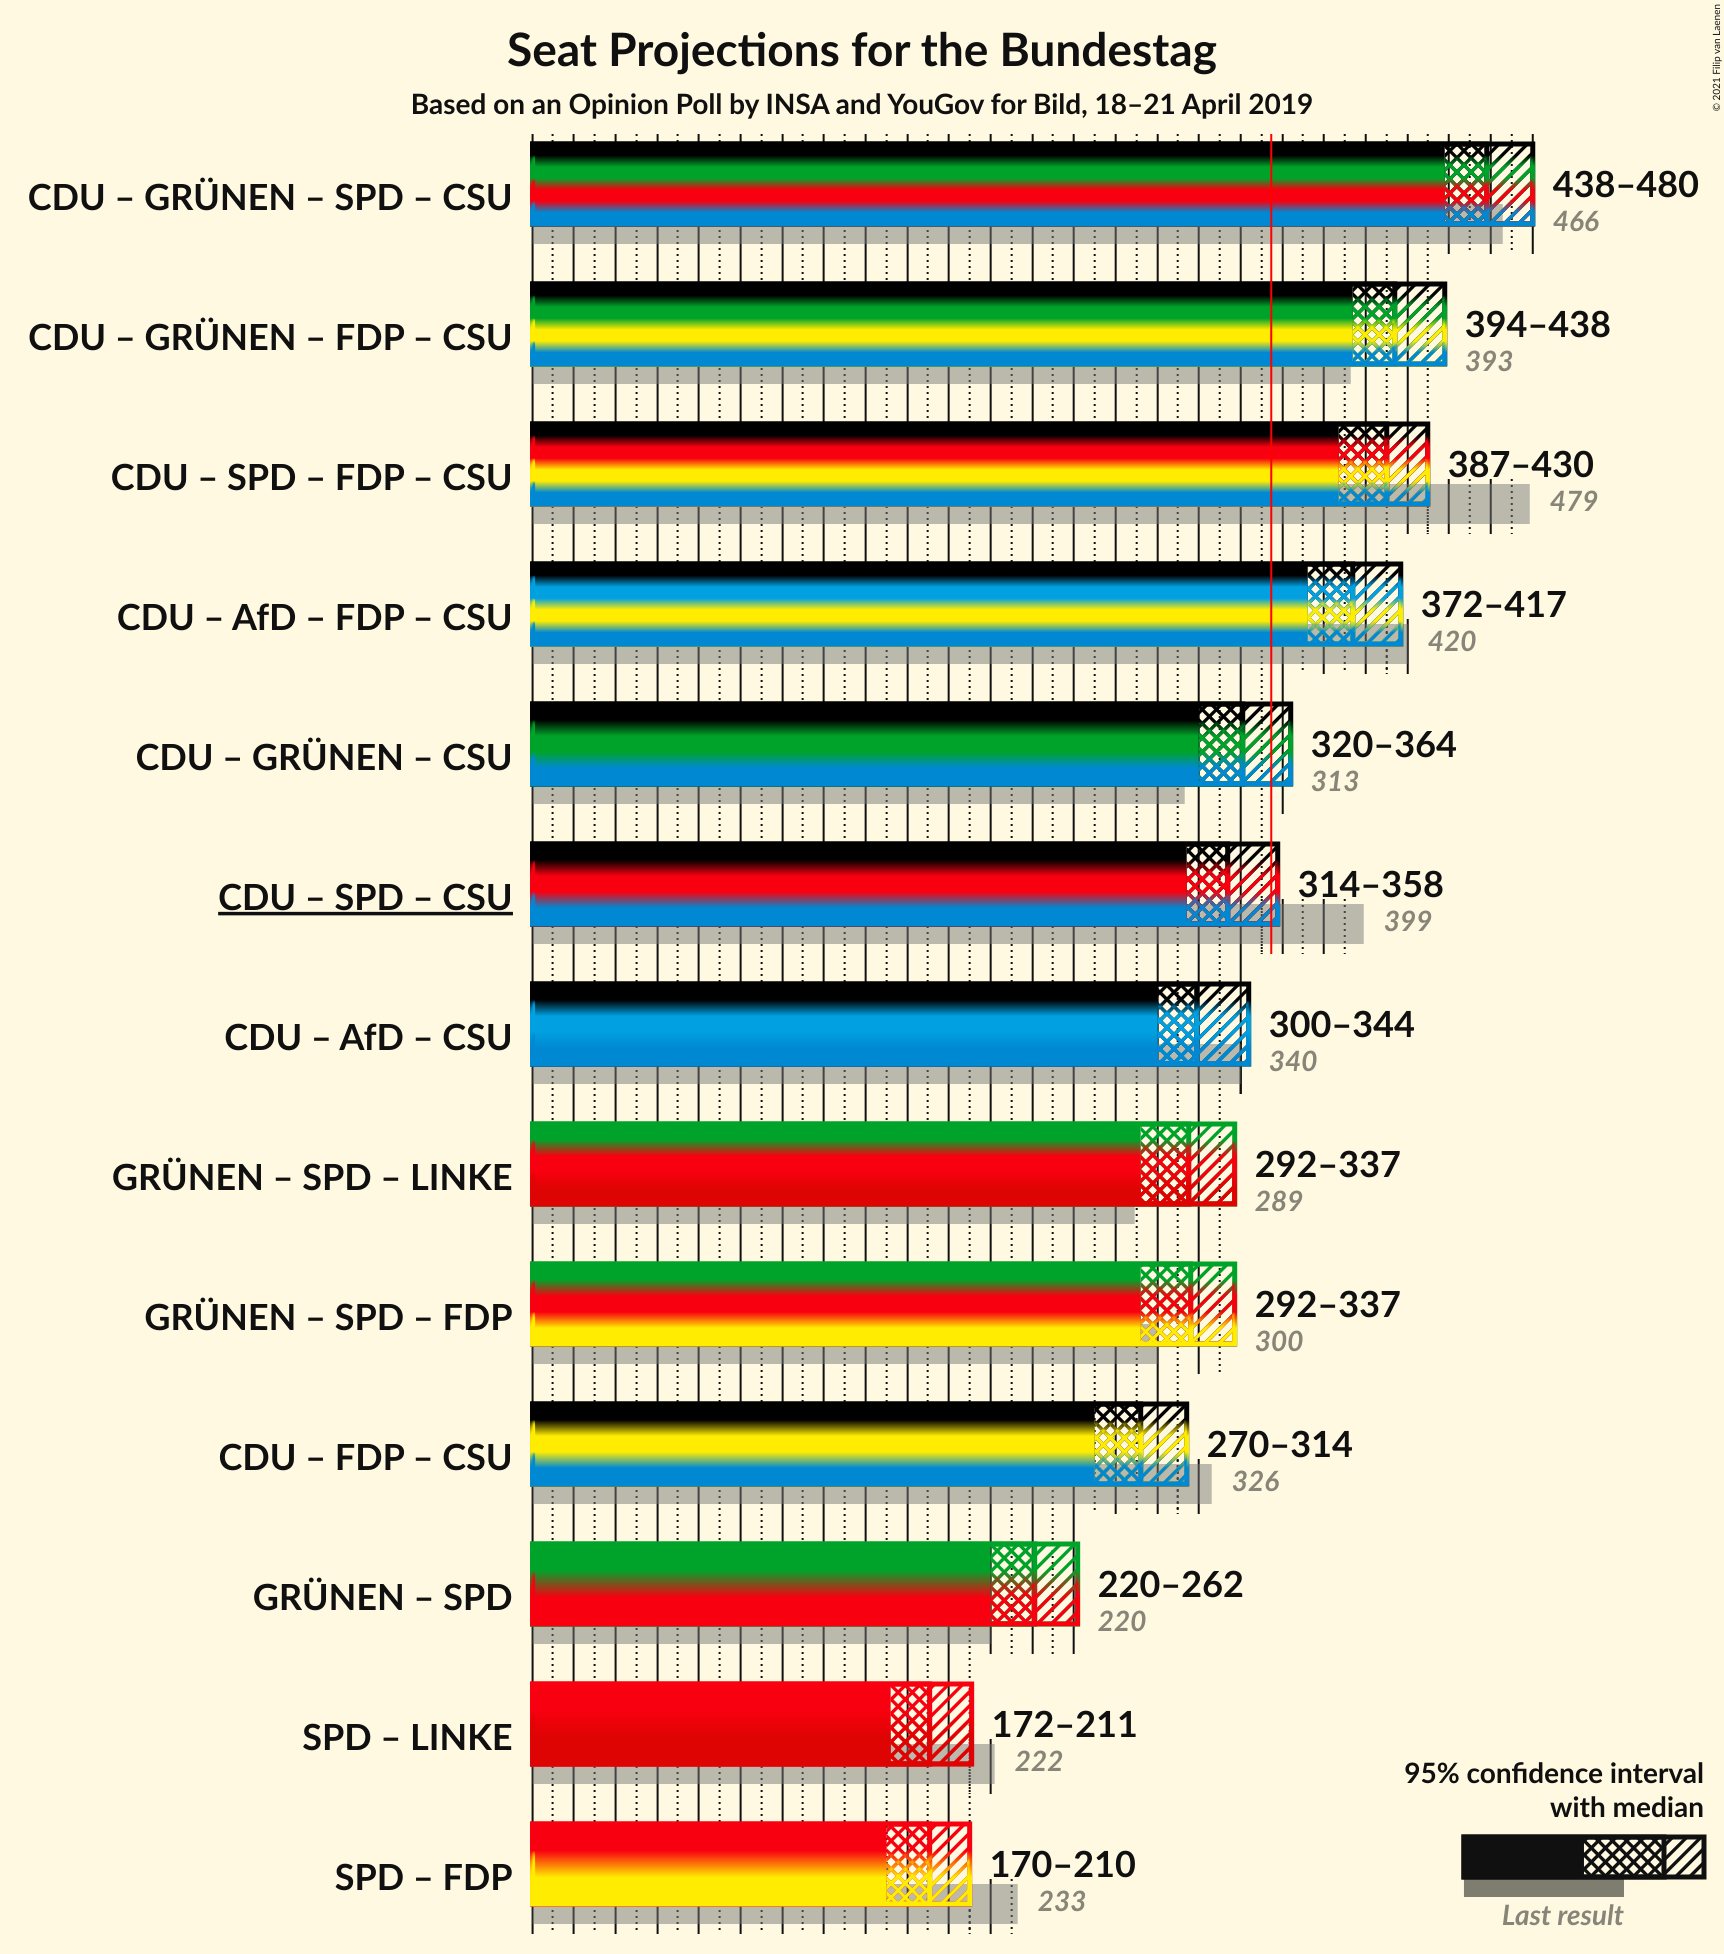 Seat Projections for the Bundestag
Based on an Opinion Poll by INSA and YouGov for Bild, 18–21 April 2019
© 2021 Filip van Laenen
CDU – GRÜNEN – SPD – CSU
438–480
466
CDU – GRÜNEN – FDP – CSU
394–438
393
CDU – SPD – FDP – CSU
387–430
479
CDU – AfD – FDP – CSU
372–417
420
CDU – GRÜNEN – CSU
320–364
313
CDU – SPD – CSU
314–358
399
CDU – AfD – CSU
300–344
340
GRÜNEN – SPD – LINKE
292–337
289
GRÜNEN – SPD – FDP
292–337
300
CDU – FDP – CSU
270–314
326
GRÜNEN – SPD
220–262
220
SPD – LINKE
172–211
222
SPD – FDP
170–210
233
95% confidence interval
with median
Last result